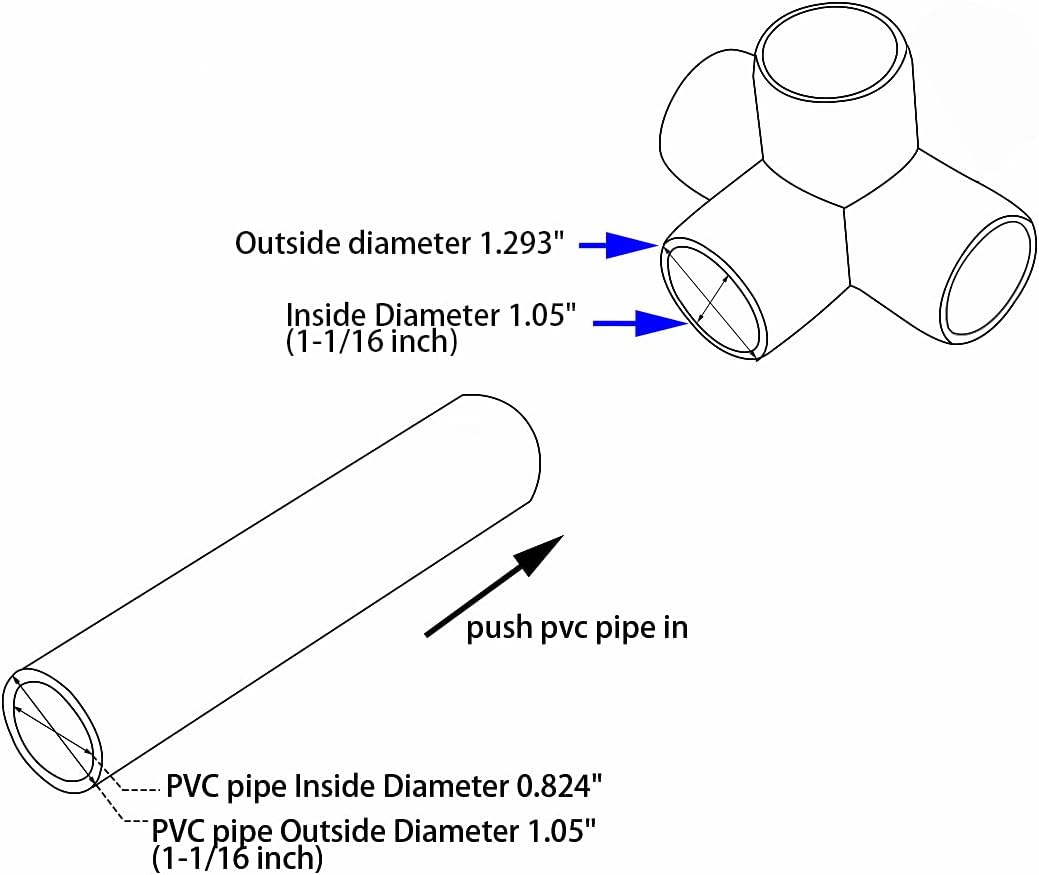 Outside diameter 1.293"
Inside Diameter 1.05"
(1-1/16 inch)
push pvc pipe in
PVC pipe Inside Diameter 0.824"
PVC pipe Outside Diameter 1.05"
(1-1/16 inch)